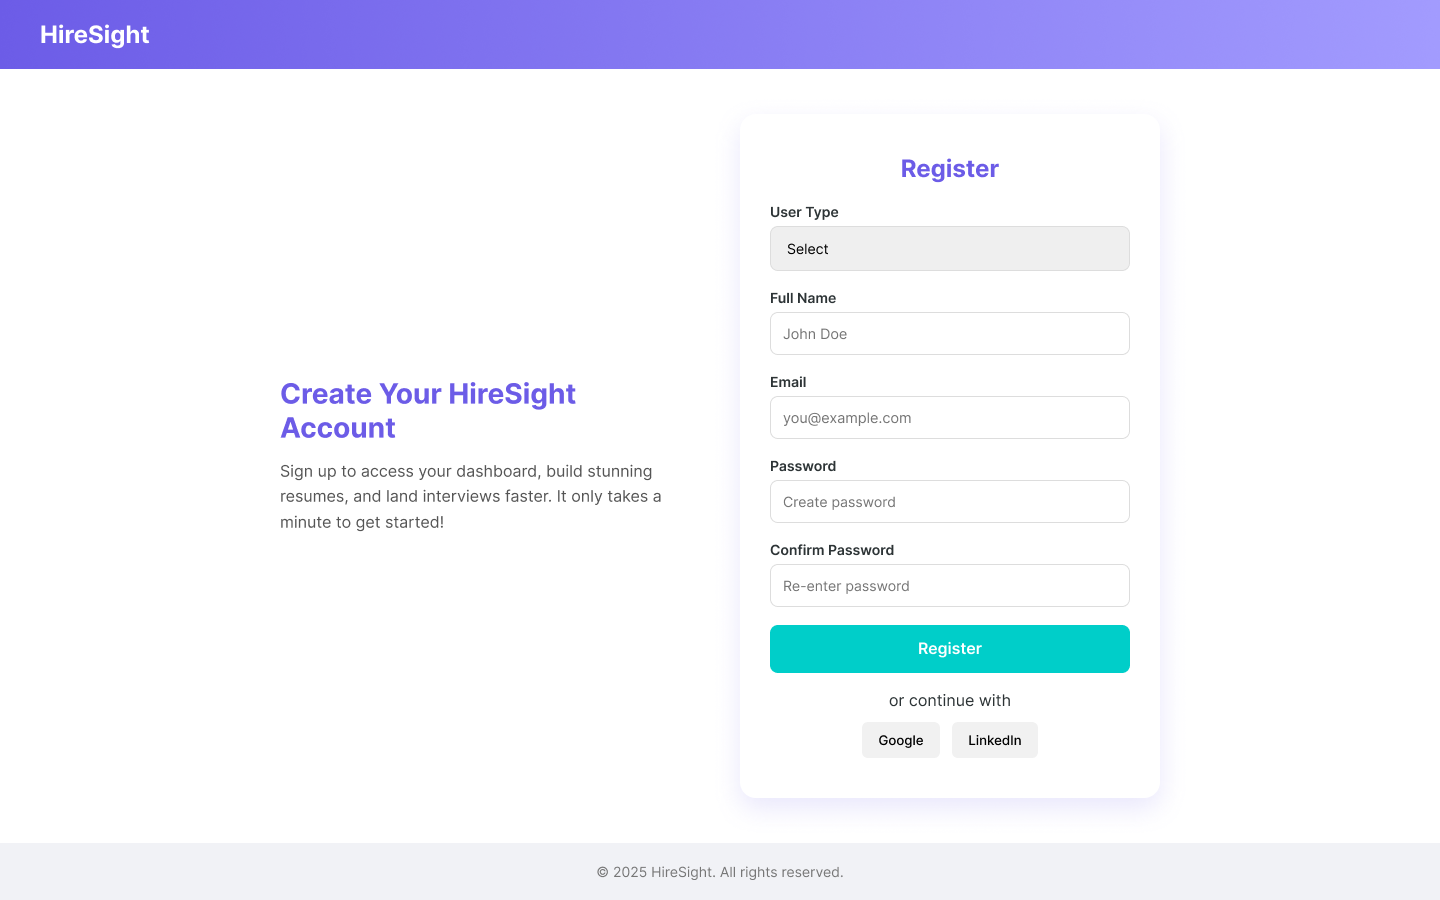 HireSight
Create Your HireSight
Account
Sign up to access your dashboard, build stunning
resumes, and land interviews faster. It only takes a
minute to get started!
Register
User Type
Select
Full Name
John Doe
Email
you@example.com
Password
Create password
Confirm Password
Re-enter password
Register
or continue with
Google
LinkedIn
© 2025 HireSight. All rights reserved.